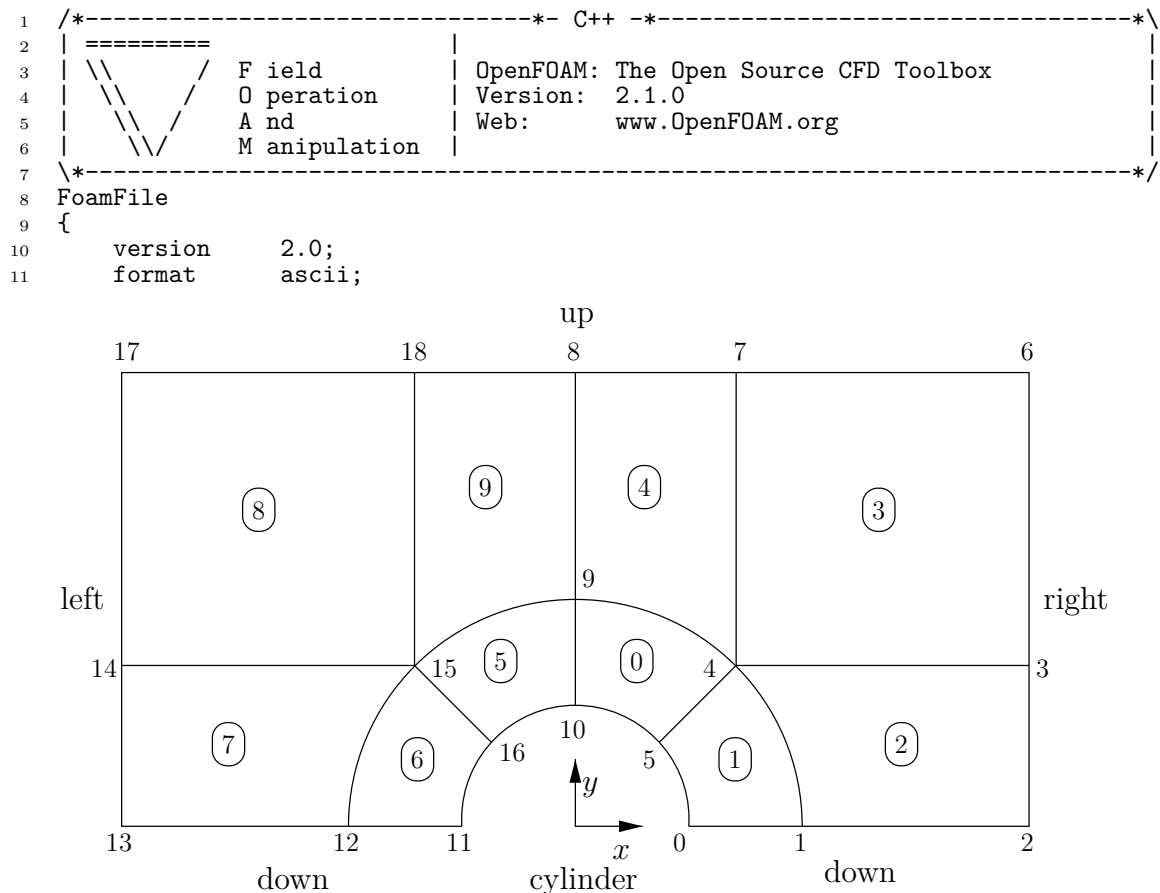 1 /*---------------------------------*- C++ -*----------------------------------*\
2 | =========                 |                                                 |
3 | \\      /  F ield         | OpenFOAM: The Open Source CFD Toolbox           |
4 |  \\    /   O peration     | Version:  2.1.0                                 |
5 |   \\  /    A nd           | Web:      www.OpenFOAM.org                      |
6 |    \\/     M anipulation  |                                                 |
7 \*---------------------------------------------------------------------------*/
8 FoamFile
9 {
10     version     2.0;
11     format      ascii;
up
17 18 8 7 6
9 4
8 3
9
left right
14 15 5 0 4 3
10
7 6 16 5 1 2
y
13 12 11 x 0 1 2
down cylinder down